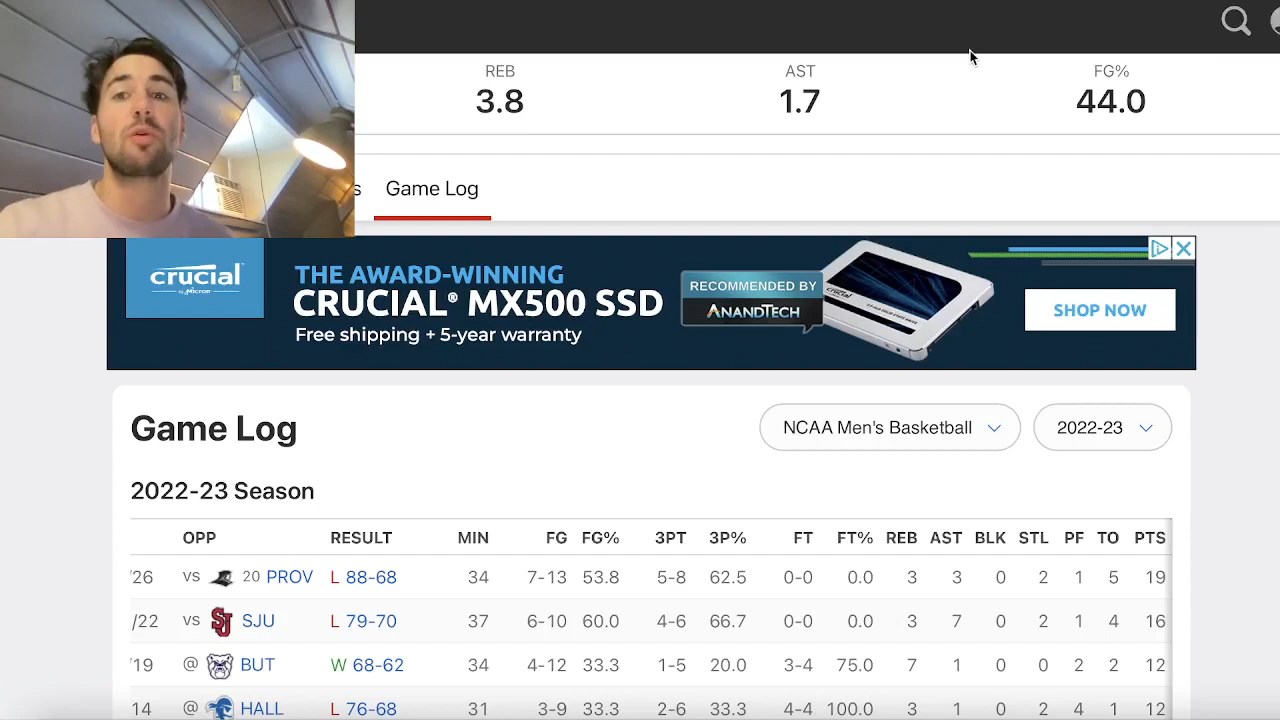 REB AST FG%
3.8 1.7 44.0
s Game Log
crucial
by Micron
THE AWARD-WINNING
CRUCIAL® MX500 SSD
Free shipping + 5-year warranty
RECOMMENDED BY
ANANDTECH
crucial
SHOP NOW
Game Log
NCAA Men's Basketball 2022-23
2022-23 Season
OPP RESULT MIN FG FG% 3PT 3P% FT FT% REB AST BLK STL PF TO PTS
/26 vs 20 PROV L 88-68 34 7-13 53.8 5-8 62.5 0-0 0.0 3 3 0 2 1 5 19
/22 vs SJU L 79-70 37 6-10 60.0 4-6 66.7 0-0 0.0 3 7 0 2 1 4 16
/19 @ BUT W 68-62 34 4-12 33.3 1-5 20.0 3-4 75.0 7 1 0 0 2 2 12
14 @ HALL L 76-68 31 3-9 33.3 2-6 33.3 4-4 100.0 3 1 0 2 4 1 12